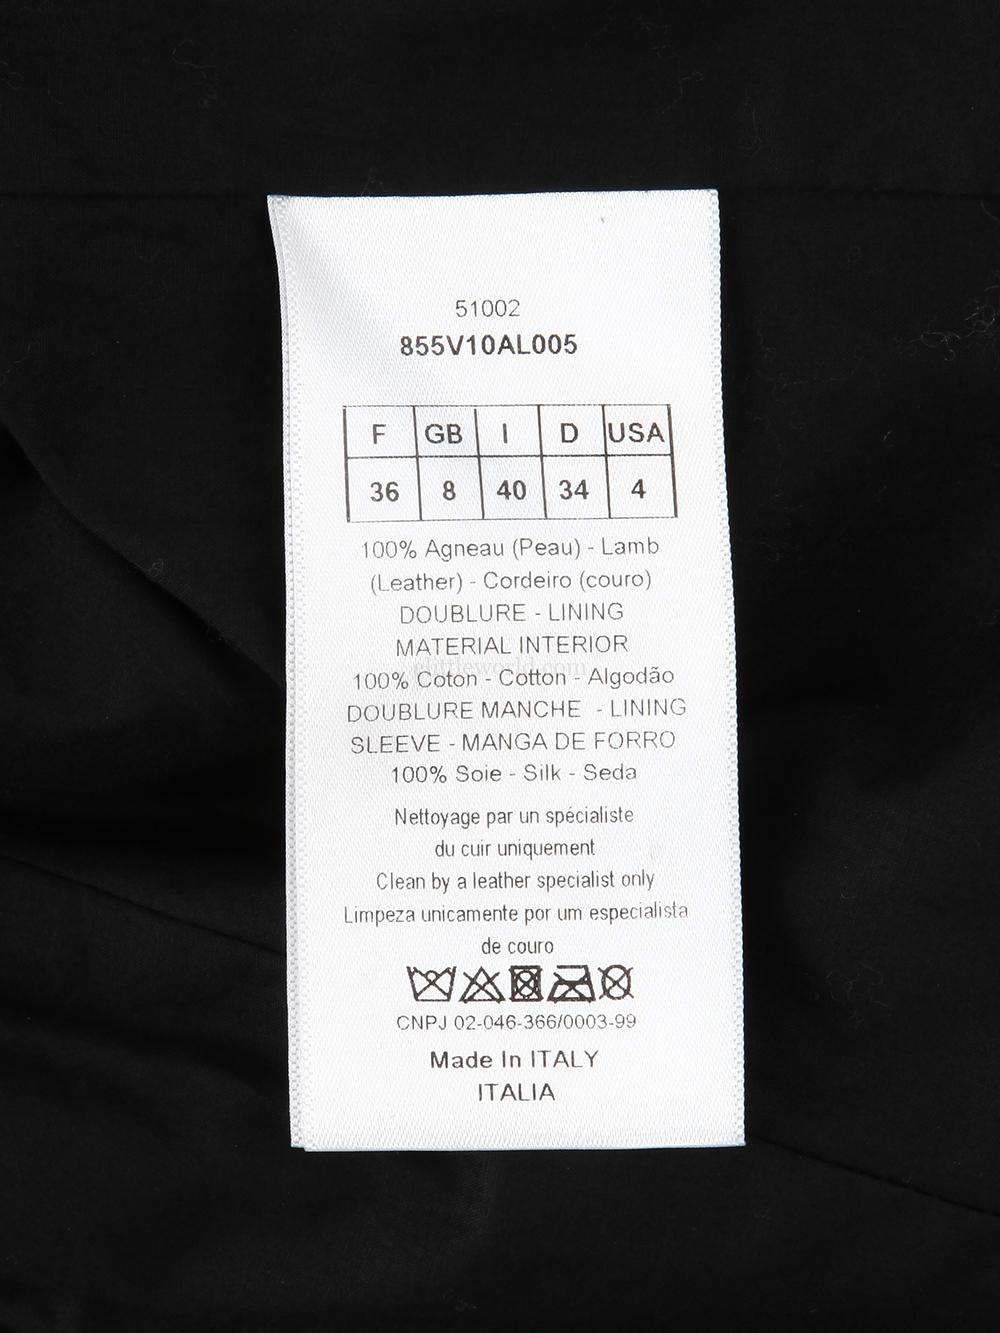 51002
855V10AL005
F GB I D USA
36 8 40 34 4
100% Agneau (Peau) - Lamb
(Leather) - Cordeiro (couro)
DOUBLURE - LINING
MATERIAL INTERIOR
elittleworld.com
100% Coton - Cotton - Algodão
DOUBLURE MANCHE - LINING
SLEEVE - MANGA DE FORRO
100% Soie - Silk - Seda
Nettoyage par un spécialiste
du cuir uniquement
Clean by a leather specialist only
Limpeza unicamente por um especialista
de couro
CNPJ 02-046-366/0003-99
Made In ITALY
ITALIA